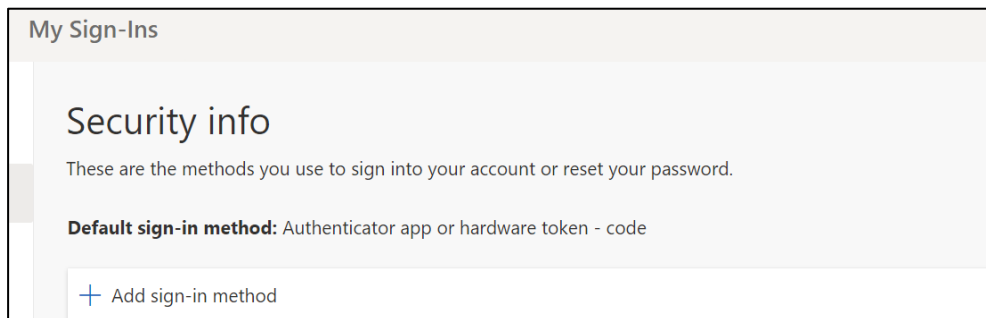 My Sign-Ins
Security info
These are the methods you use to sign into your account or reset your password.
Default sign-in method: Authenticator app or hardware token - code
Add sign-in method